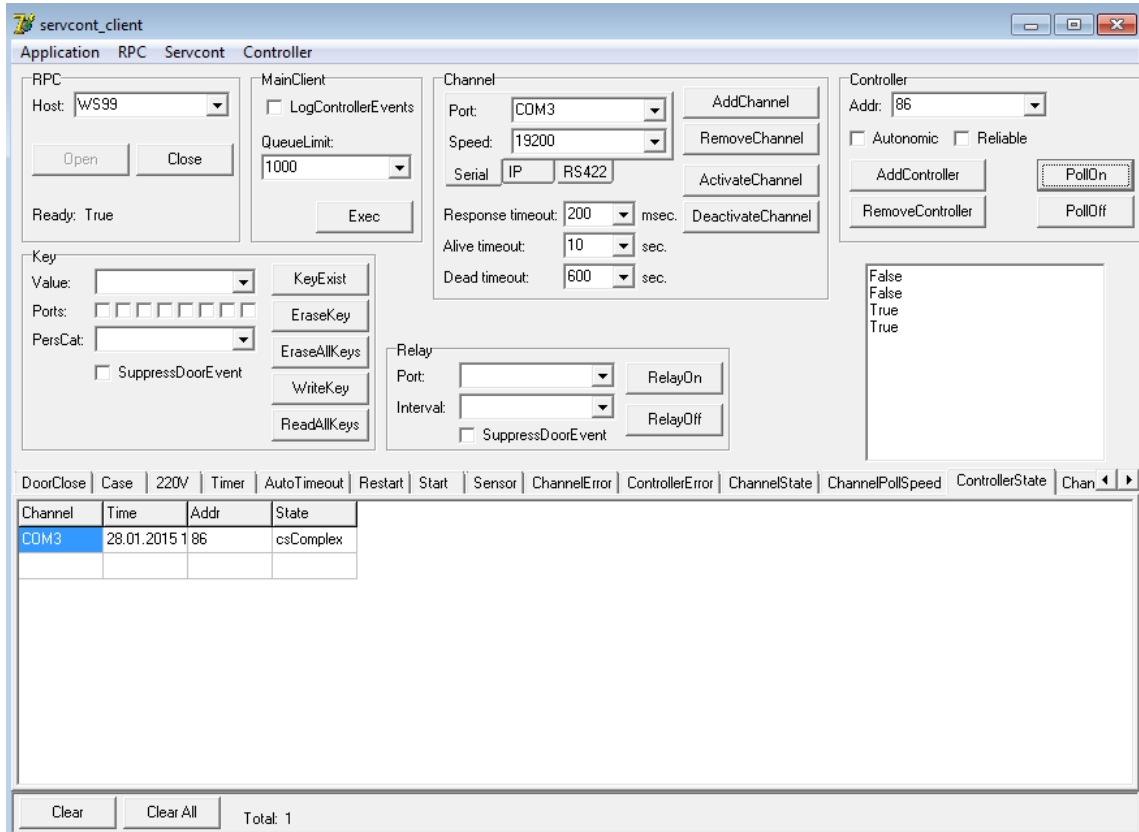 servcont_client
Application RPC Servcont Controller
RPC
Host: WS99
Open Close
Ready: True
MainClient
LogControllerEvents
QueueLimit:
1000
Exec
Channel
Port: COM3
Speed: 19200
Serial IP RS422
Response timeout: 200 msec.
Alive timeout: 10 sec.
Dead timeout: 600 sec.
AddChannel
RemoveChannel
ActivateChannel
DeactivateChannel
Controller
Addr: 86
Autonomic Reliable
AddController PollOn
RemoveController PollOff
Key
Value:
Ports:
PersCat:
SuppressDoorEvent
KeyExist
EraseKey
EraseAllKeys
WriteKey
ReadAllKeys
Relay
Port:
Interval:
SuppressDoorEvent
RelayOn
RelayOff
False
False
True
True
DoorClose Case 220V Timer AutoTimeout Restart Start Sensor ChannelError ControllerError ChannelState ChannelPollSpeed ControllerState Chan
Channel Time Addr State
COM3 28.01.2015 1 86 csComplex
Clear Clear All Total: 1